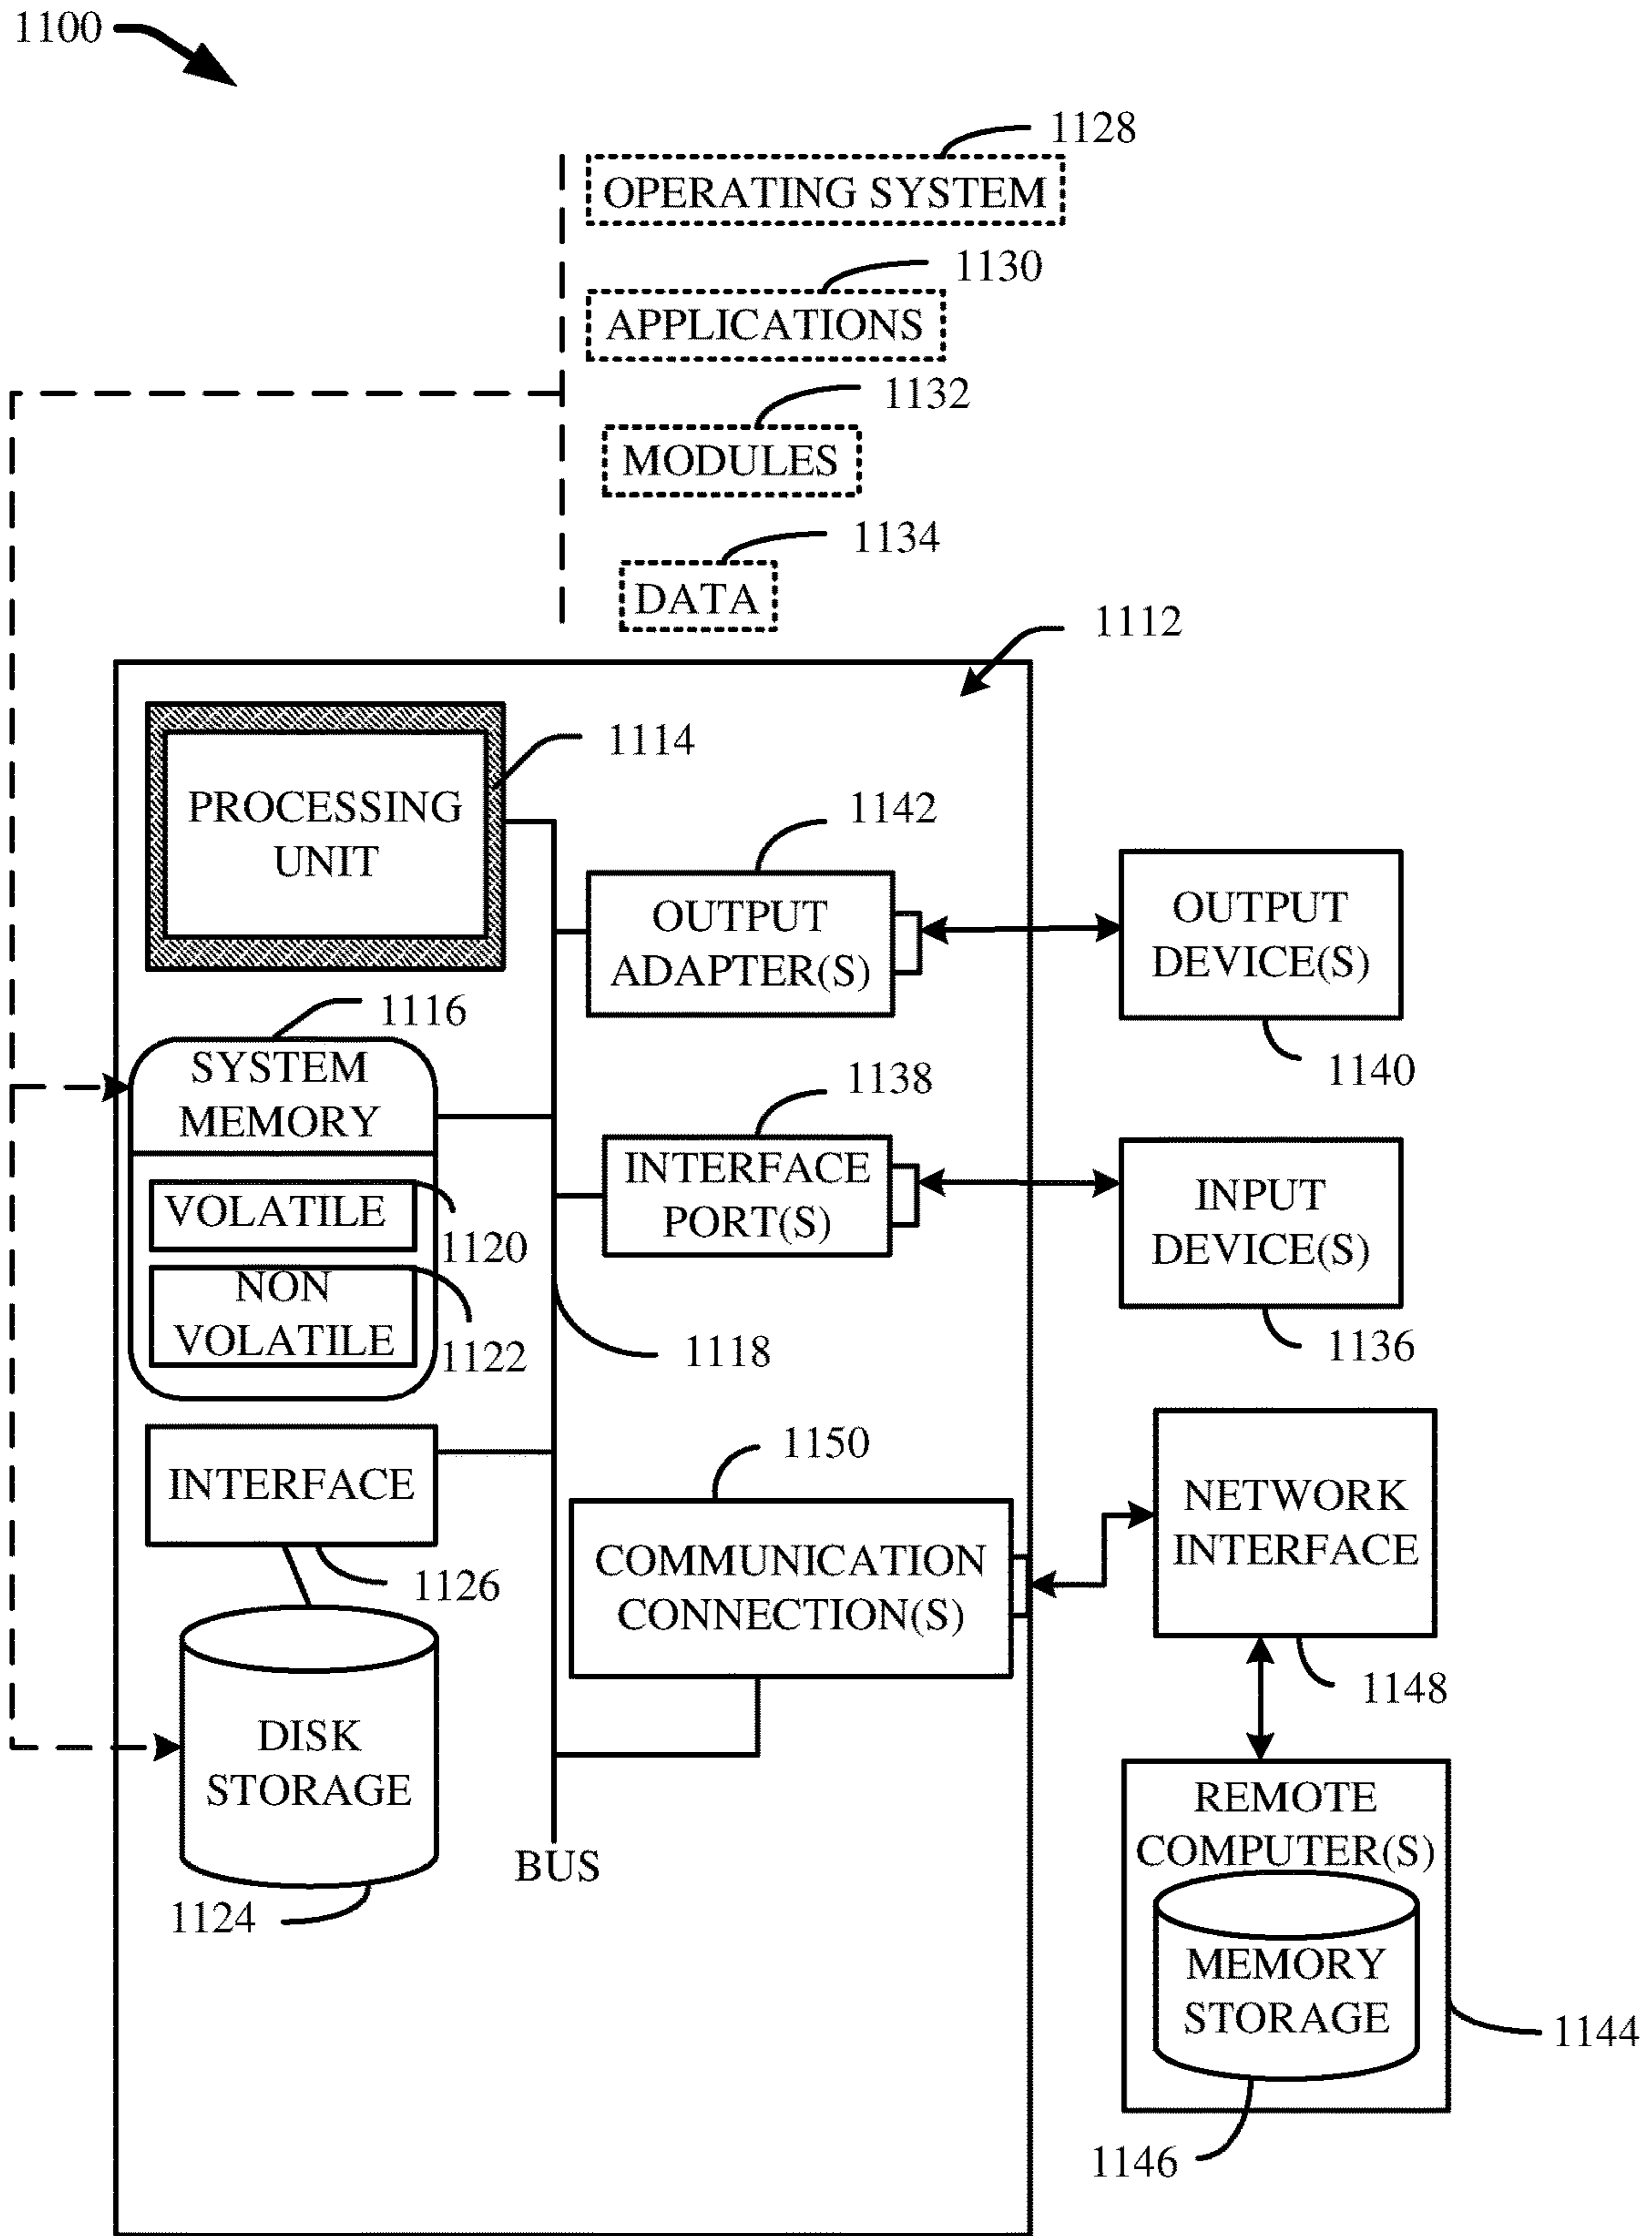 1100
1128
OPERATING SYSTEM
1130
APPLICATIONS
1132
MODULES
1134
DATA
1112
1114
PROCESSING
UNIT
1142
OUTPUT
ADAPTER(S)
OUTPUT
DEVICE(S)
1140
1116
SYSTEM
MEMORY
VOLATILE
1120
NON
VOLATILE
1122
1138
INTERFACE
PORT(S)
INPUT
DEVICE(S)
1136
1118
INTERFACE
1126
1150
COMMUNICATION
CONNECTION(S)
NETWORK
INTERFACE
1148
DISK
STORAGE
1124
BUS
REMOTE
COMPUTER(S)
MEMORY
STORAGE
1144
1146